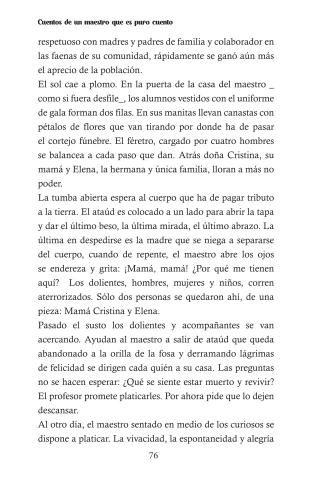 Cuentos de un maestro que es puro cuento
respetuoso con madres y padres de familia y colaborador en
las faenas de su comunidad, rápidamente se ganó aún más
el aprecio de la población.
El sol cae a plomo. En la puerta de la casa del maestro _
como si fuera desfile_, los alumnos vestidos con el uniforme
de gala forman dos filas. En sus manitas llevan canastas con
pétalos de flores que van tirando por donde ha de pasar
el cortejo fúnebre. El féretro, cargado por cuatro hombres
se balancea a cada paso que dan. Atrás doña Cristina, su
mamá y Elena, la hermana y única familia, lloran a más no
poder.
La tumba abierta espera al cuerpo que ha de pagar tributo
a la tierra. El ataúd es colocado a un lado para abrir la tapa
y dar el último beso, la última mirada, el último abrazo. La
última en despedirse es la madre que se niega a separarse
del cuerpo, cuando de repente, el maestro abre los ojos
se endereza y grita: ¡Mamá, mamá! ¿Por qué me tienen
aquí? Los dolientes, hombres, mujeres y niños, corren
aterrorizados. Sólo dos personas se quedaron ahí, de una
pieza: Mamá Cristina y Elena.
Pasado el susto los dolientes y acompañantes se van
acercando. Ayudan al maestro a salir de ataúd que queda
abandonado a la orilla de la fosa y derramando lágrimas
de felicidad se dirigen cada quién a su casa. Las preguntas
no se hacen esperar: ¿Qué se siente estar muerto y revivir?
El profesor promete platicarles. Por ahora pide que lo dejen
descansar.
Al otro día, el maestro sentado en medio de los curiosos se
dispone a platicar. La vivacidad, la espontaneidad y alegría
76